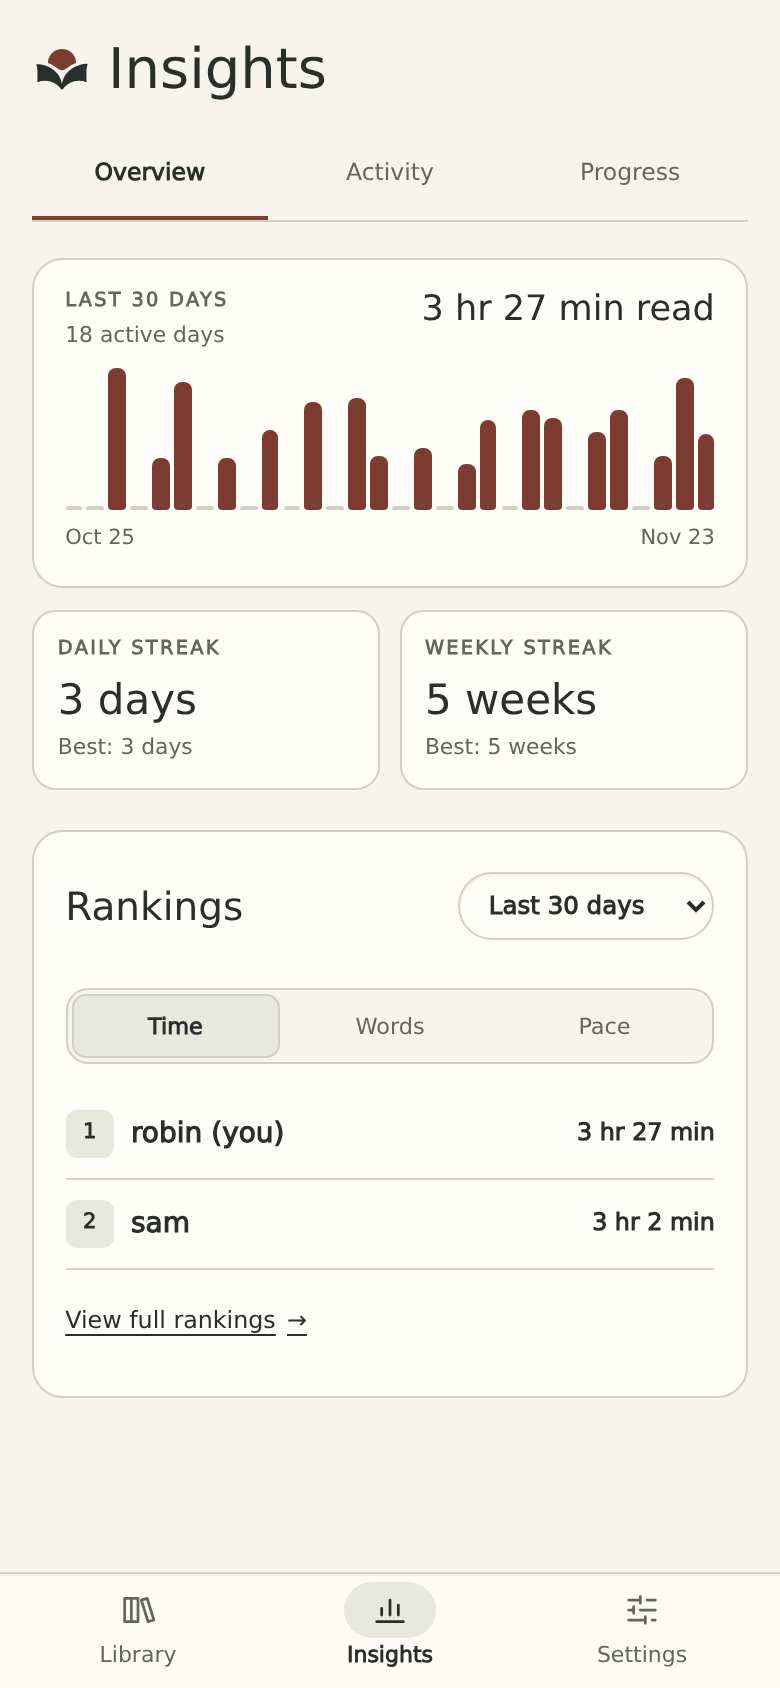 Insights
Overview Activity Progress
LAST 30 DAYS
3 hr 27 min read
18 active days
Oct 25 Nov 23
DAILY STREAK
3 days
Best: 3 days
WEEKLY STREAK
5 weeks
Best: 5 weeks
Rankings
Last 30 days
Time Words Pace
1 robin (you) 3 hr 27 min
2 sam 3 hr 2 min
View full rankings →
Library Insights Settings